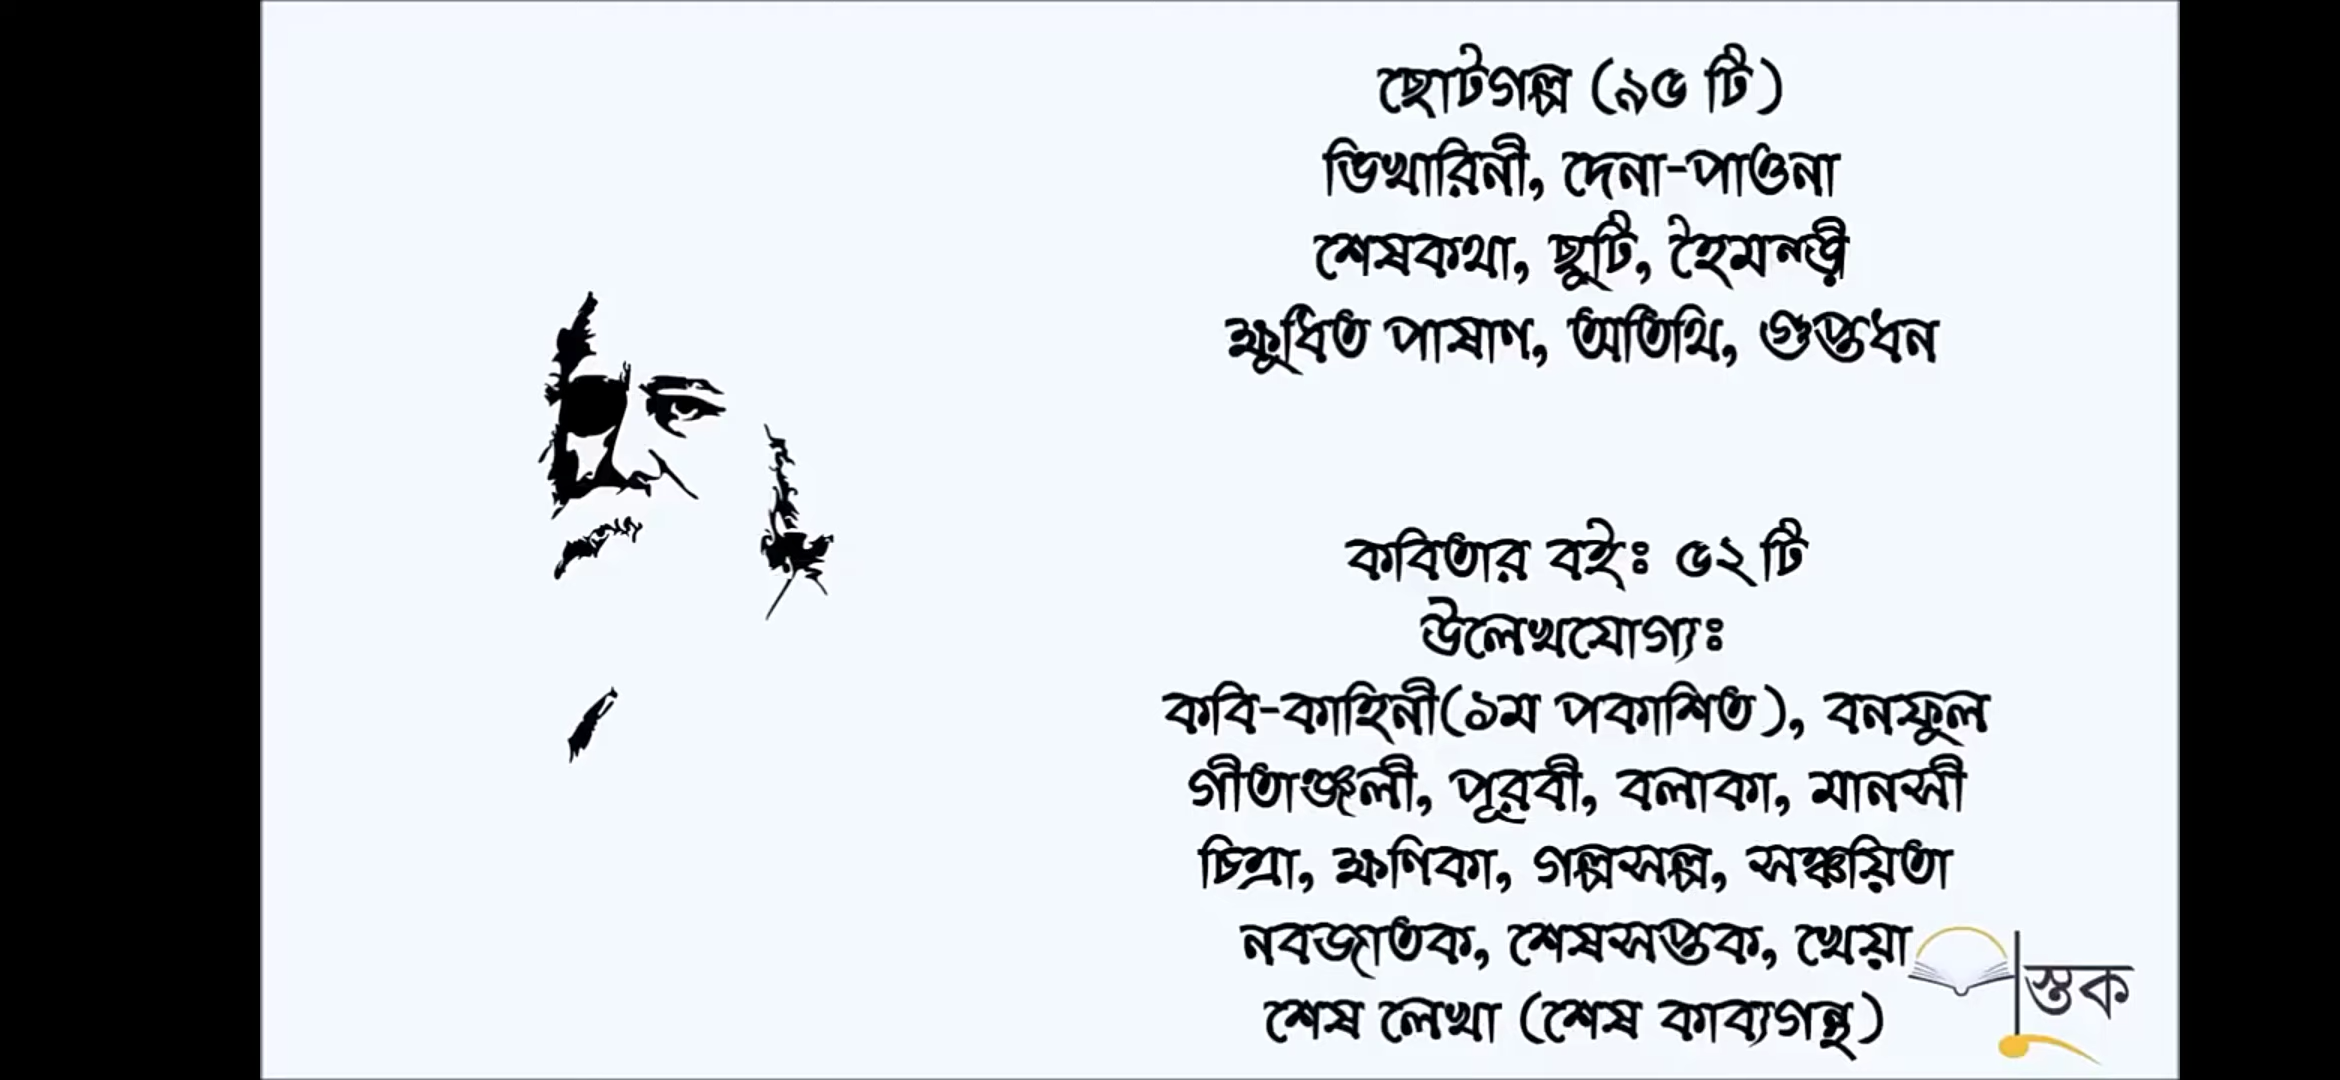 ছোটগল্প (৯৫ টি)
ভিখারিনী, দেনা-পাওনা
শেষকথা, ছুটি, হৈমন্তী
ক্ষুধিত পাষাণ, অতিথি, গুপ্তধন
কবিতার বইঃ ৫২ টি
উলেখযোগ্যঃ
কবি-কাহিনী(১ম পকাশিত), বনফুল
গীতাঞ্জলী, পূরবী, বলাকা, মানসী
চিত্রা, ক্ষণিকা, গল্পসল্প, সঞ্চয়িতা
নবজাতক, শেষসপ্তক, খেয়া
স্তক
শেষ লেখা (শেষ কাব্যগন্থ)